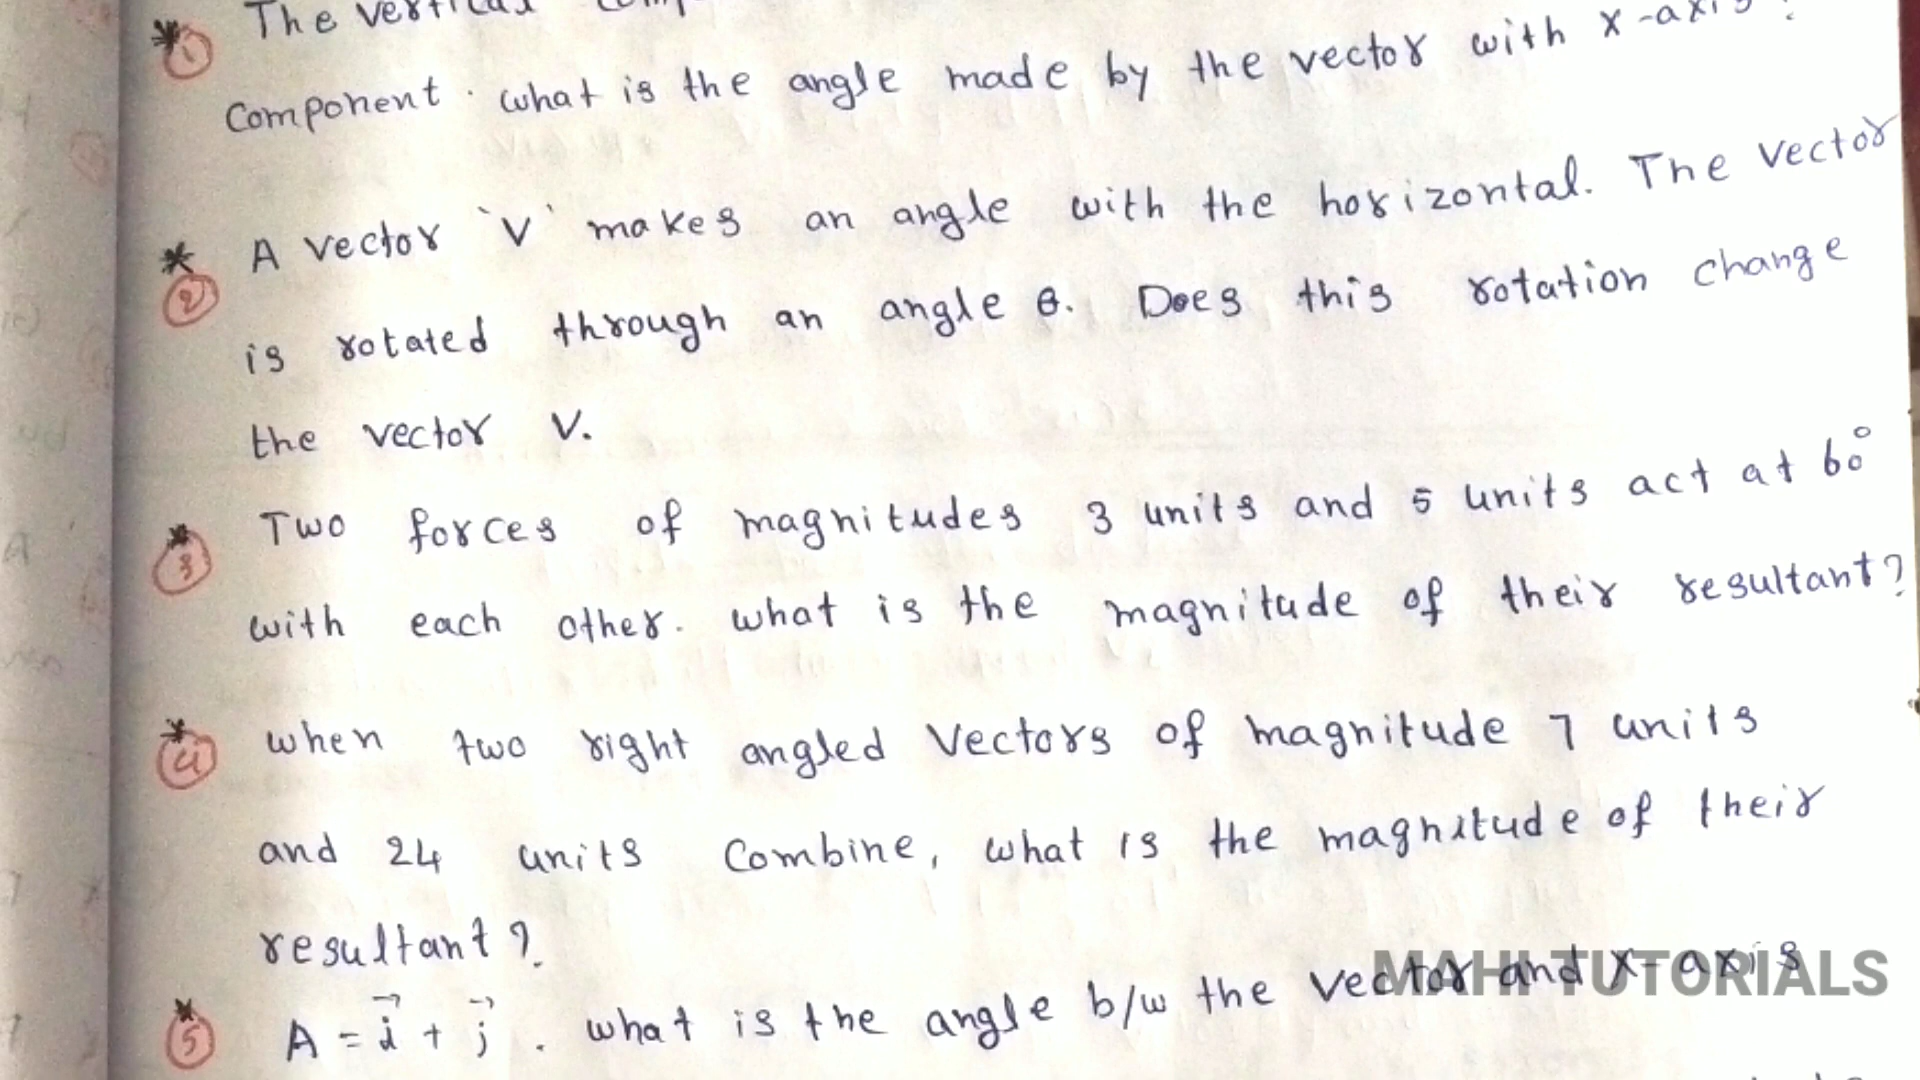 ① The vertical
component. what is the angle made by the vector with x-axis?
② A vector 'V' makes an angle with the horizontal. The vector
is rotated through an angle θ. Does this rotation change
the vector V.
③ Two forces of magnitudes 3 units and 5 units act at 60°
with each other. what is the magnitude of their resultant?
④ when two right angled Vectors of magnitude 7 units
and 24 units Combine, what is the magnitude of their
resultant?
⑤ A = i⃗ + j⃗. what is the angle b/w the vector and x-axis
MAHI TUTORIALS